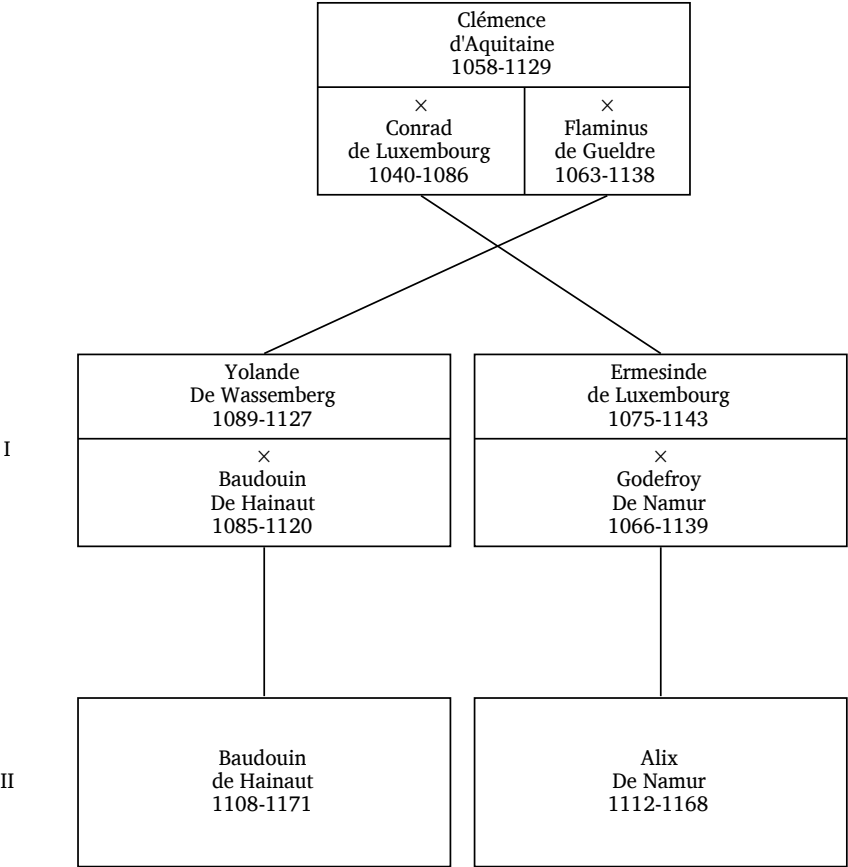 Clémence
d'Aquitaine
1058-1129
×
Conrad
de Luxembourg
1040-1086
×
Flaminus
de Gueldre
1063-1138
I
Yolande
De Wassemberg
1089-1127
×
Baudouin
De Hainaut
1085-1120
Ermesinde
de Luxembourg
1075-1143
×
Godefroy
De Namur
1066-1139
II
Baudouin
de Hainaut
1108-1171
Alix
De Namur
1112-1168